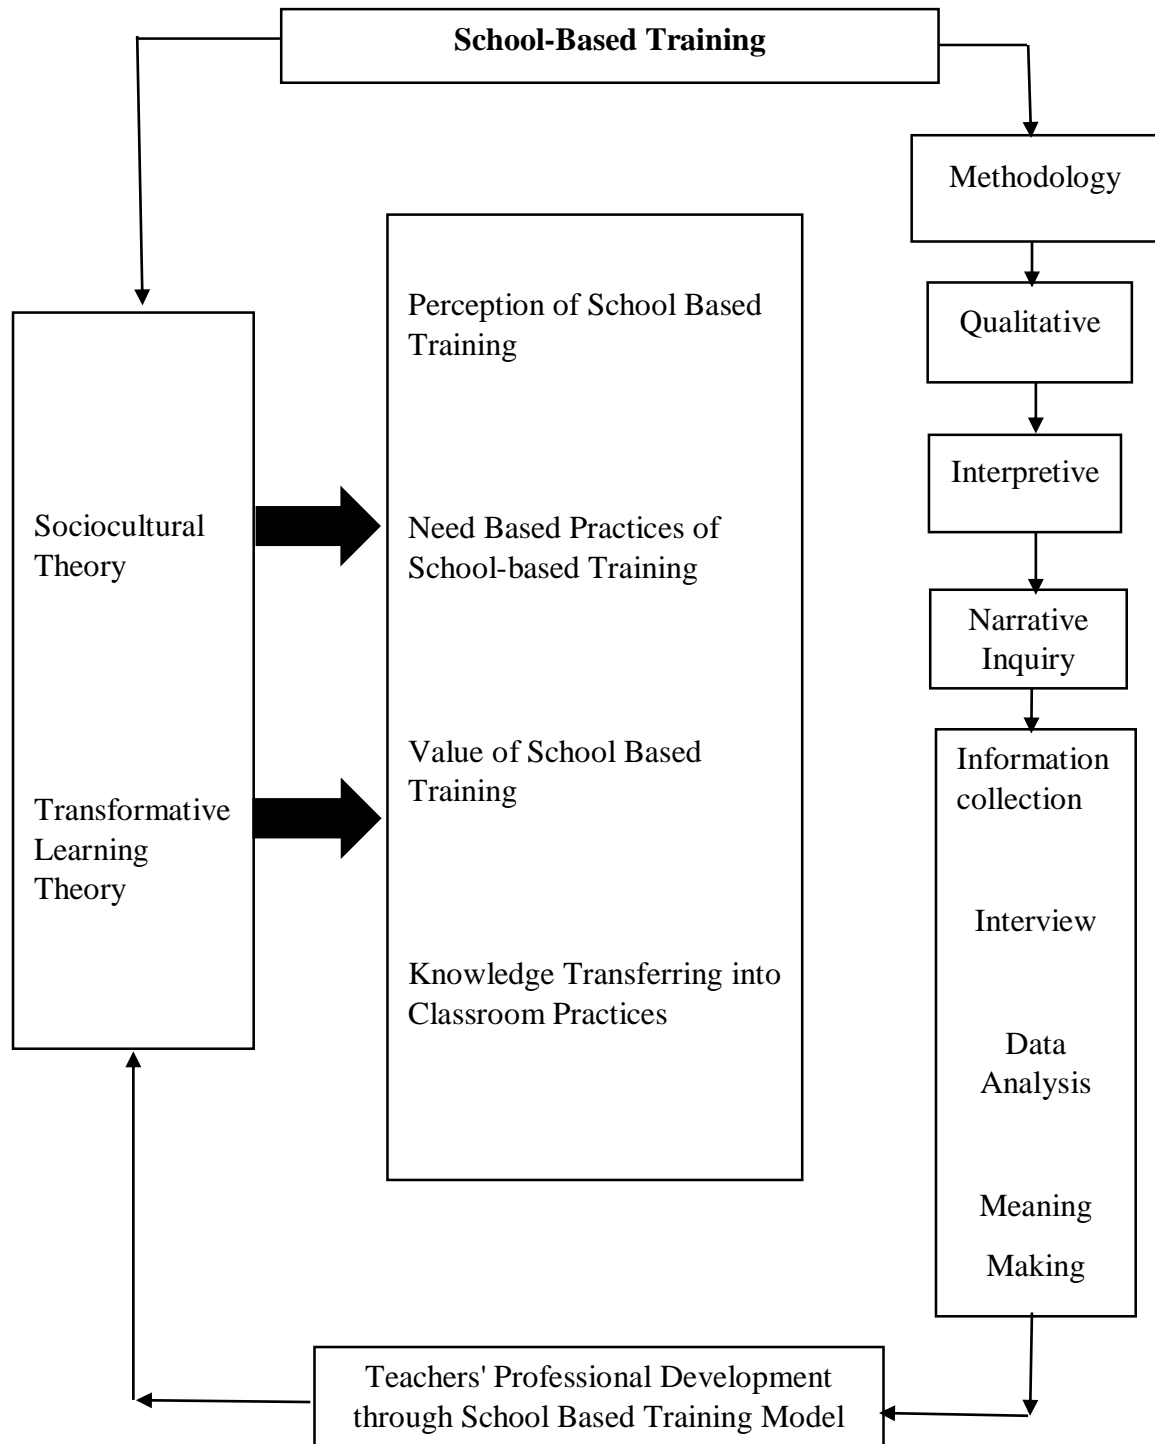 School-Based Training
Methodology
Qualitative
Interpretive
Narrative
Inquiry
Information
collection
Interview
Data
Analysis
Meaning
Making
Perception of School Based
Training
Need Based Practices of
School-based Training
Value of School Based
Training
Knowledge Transferring into
Classroom Practices
Sociocultural
Theory
Transformative
Learning
Theory
Teachers' Professional Development
through School Based Training Model